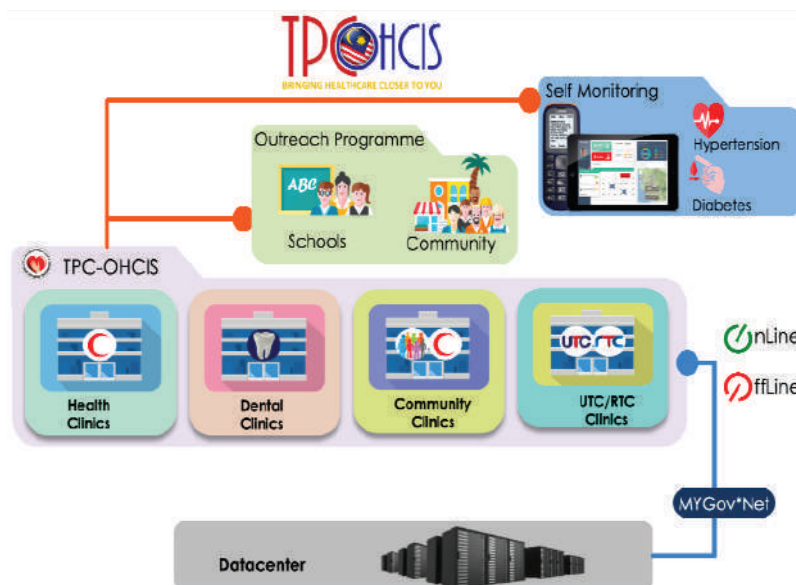 TPCOHCIS
BRINGING HEALTHCARE CLOSER TO YOU
Self Monitoring
Hypertension
Diabetes
Outreach Programme
ABC
Schools
Community
TPC-OHCIS
Health
Clinics
Dental
Clinics
Community
Clinics
UTC RTC
UTC/RTC
Clinics
OnLine
OffLine
MYGov*Net
Datacenter